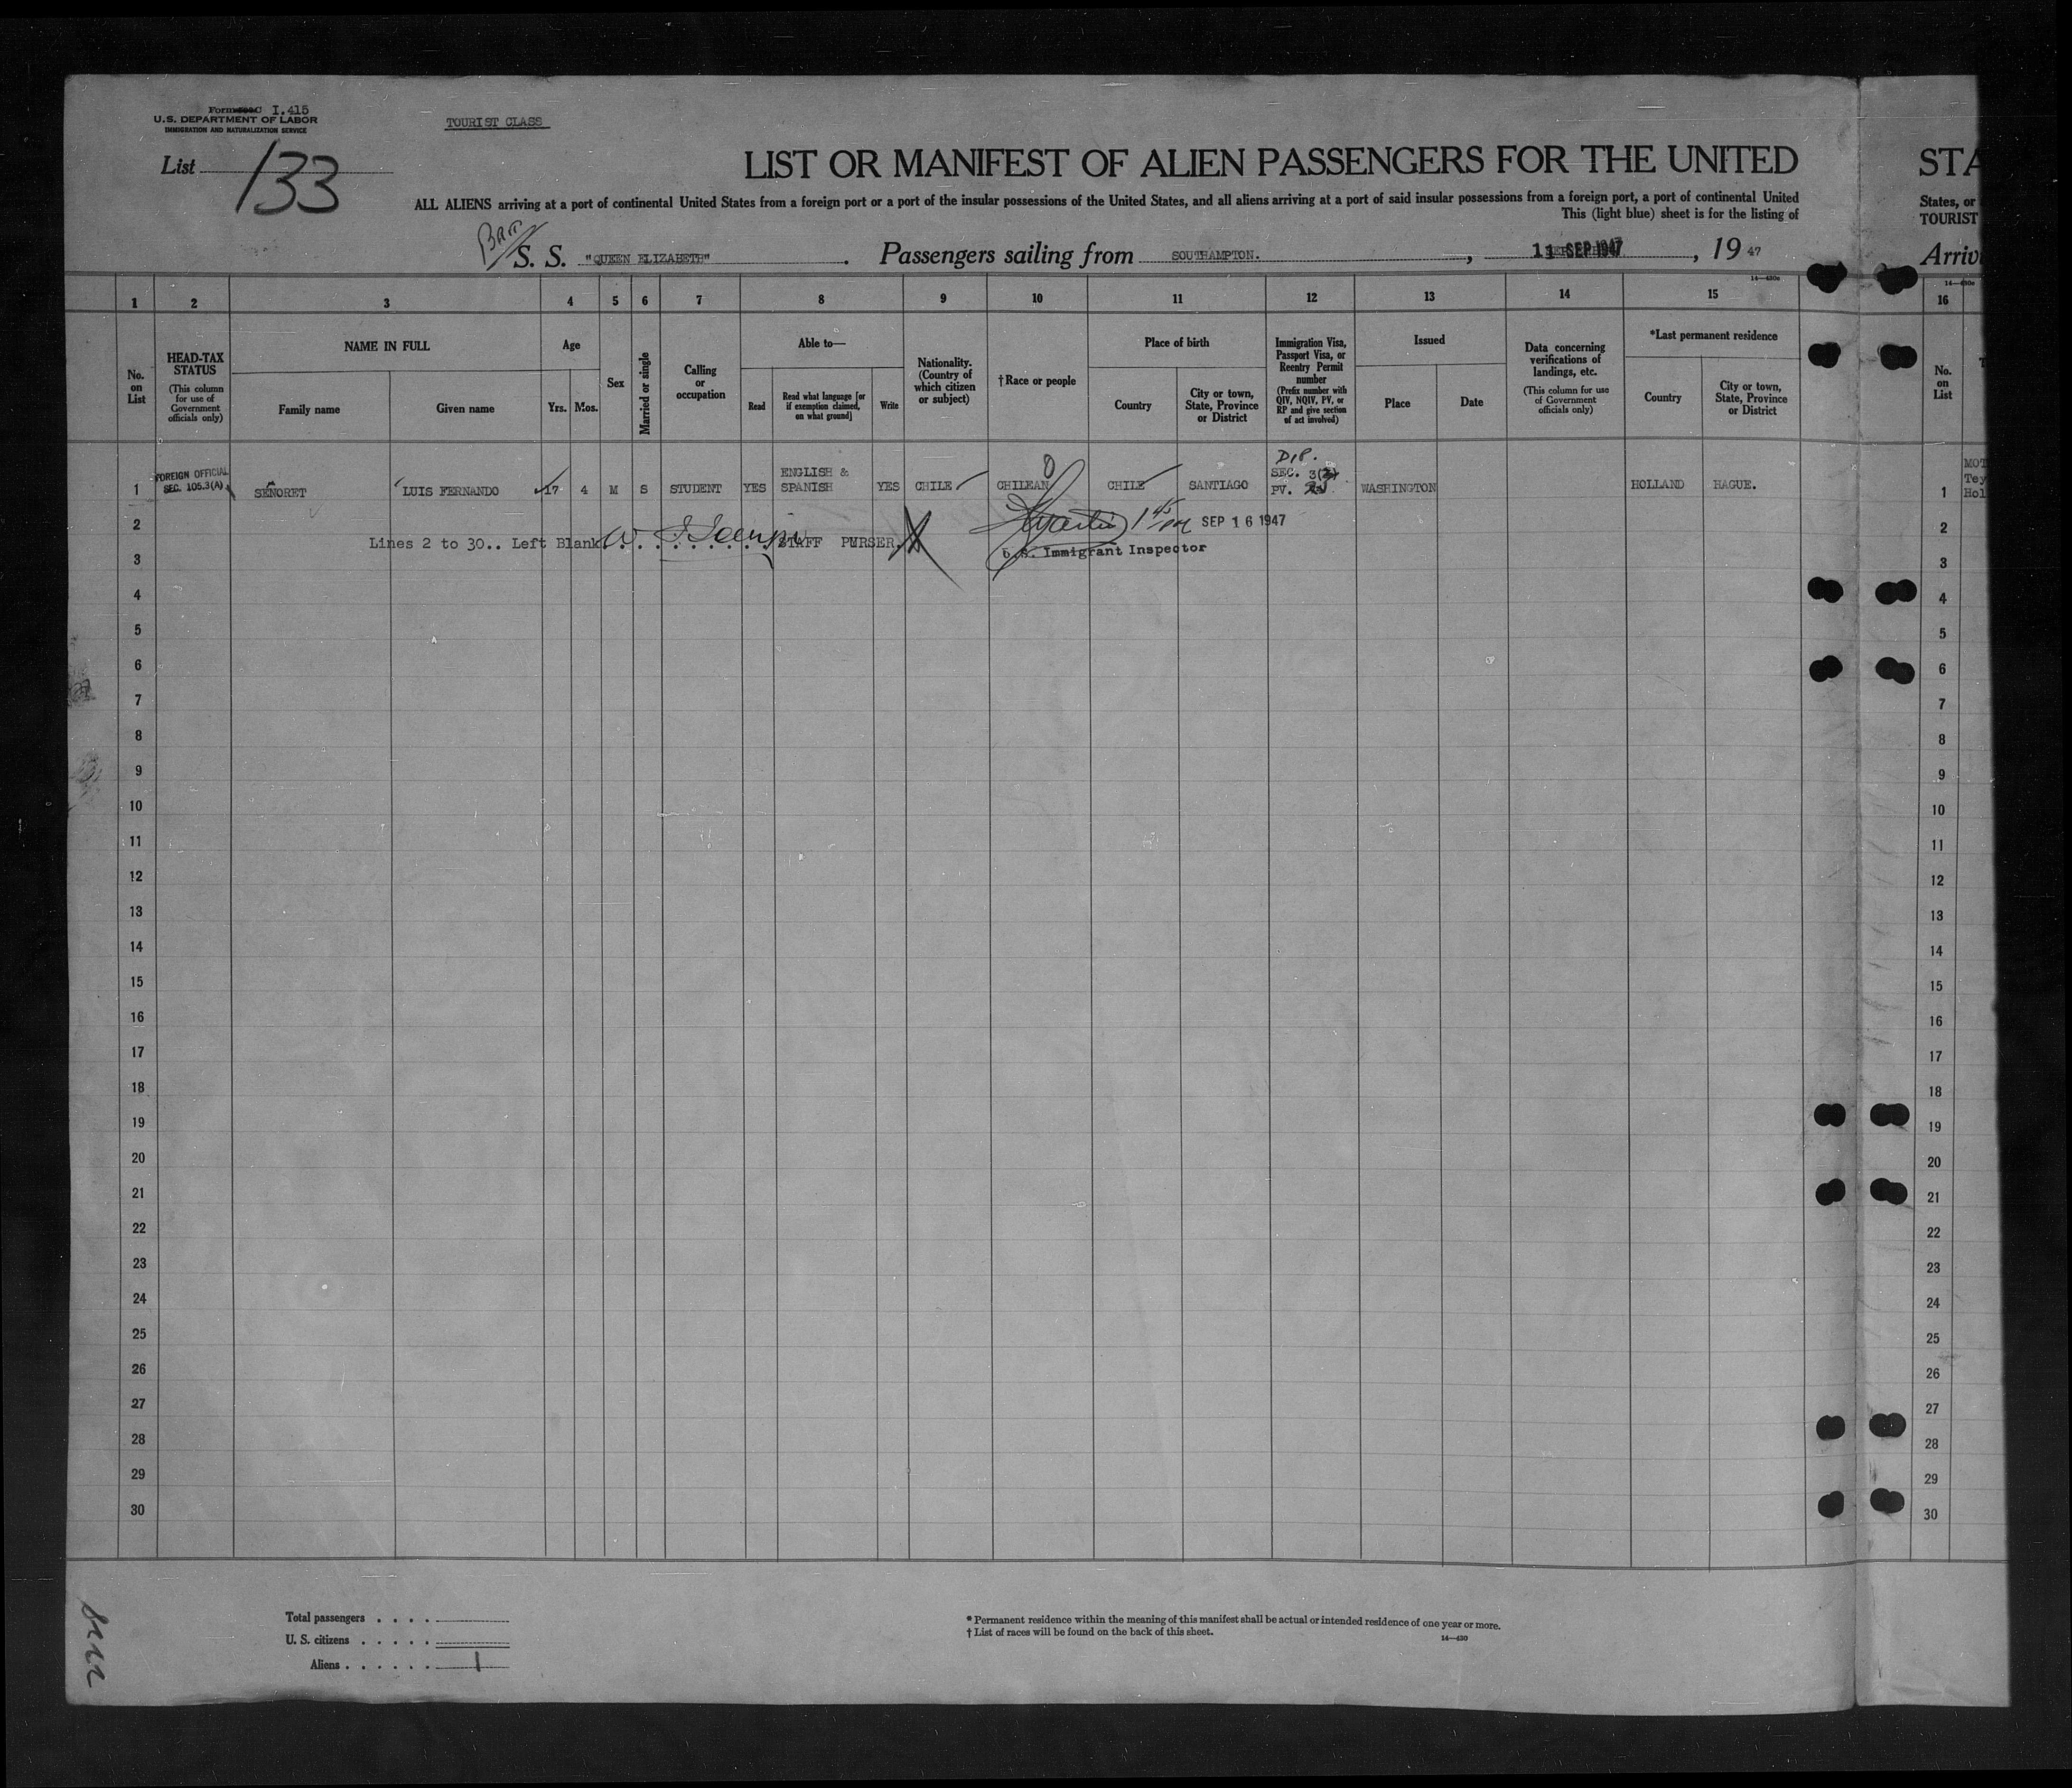 Form I.415
U.S. DEPARTMENT OF LABOR
IMMIGRATION AND NATURALIZATION SERVICE
TOURIST CLASS
List 133
LIST OR MANIFEST OF ALIEN PASSENGERS FOR THE UNITED
STA
ALL ALIENS arriving at a port of continental United States from a foreign port or a port of the insular possessions of the United States, and all aliens arriving at a port of said insular possessions from a foreign port, a port of continental United
States, or
This (light blue) sheet is for the listing of
TOURIST
S. S. "QUEEN ELIZABETH". Passengers sailing from SOUTHAMPTON. , 11 SEP 1947 , 19 47
Arriv
14—430c
14—430c
1 2 3 4 5 6 7 8 9 10 11 12 13 14 15 16
No. on List
HEAD-TAX STATUS
(This column for use of Government officials only)
NAME IN FULL
Family name
Given name
Age
Yrs. Mos.
Sex
Married or single
Calling or occupation
Able to—
Read
Read what language [or if exemption claimed, on what ground]
Write
Nationality. (Country of which citizen or subject)
†Race or people
Place of birth
Country
City or town, State, Province or District
Immigration Visa, Passport Visa, or Reentry Permit number
(Prefix number with QIV, NQIV, PV, or RP and give section of act involved)
Issued
Place
Date
Data concerning verifications of landings, etc.
(This column for use of Government officials only)
*Last permanent residence
Country
City or town, State, Province or District
No. on List
FOREIGN OFFICIAL
SEC. 105.3(A)
1 SEÑORET LUIS FERNANDO 17 4 M S STUDENT YES ENGLISH & SPANISH YES CHILE CHILEAN CHILE SANTIAGO DIP. SEC. 3(2) PV. WASHINGTON HOLLAND HAGUE. 1
MOT
Tey
Hol
2 SEP 16 1947 2
Lines 2 to 30.. Left Blank STAFF PURSER.
U. S. Immigrant Inspector
3 3
4 4
5 5
6 6
7 7
8 8
9 9
10 10
11 11
12 12
13 13
14 14
15 15
16 16
17 17
18 18
19 19
20 20
21 21
22 22
23 23
24 24
25 25
26 26
27 27
28 28
29 29
30 30
Total passengers . . . .
U. S. citizens . . . . .
Aliens . . . . . . 1
* Permanent residence within the meaning of this manifest shall be actual or intended residence of one year or more.
† List of races will be found on the back of this sheet.
14—430